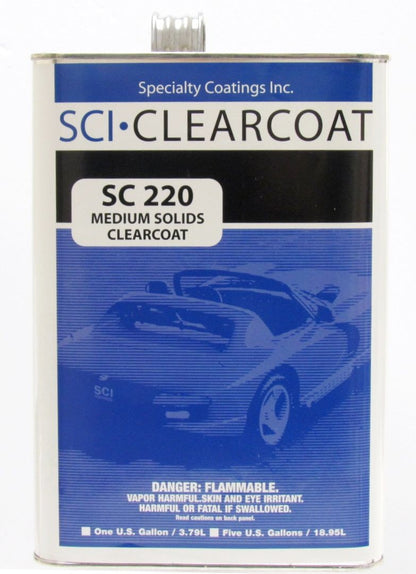 Specialty Coatings Inc.
SCI•CLEARCOAT
SC 220
MEDIUM SOLIDS
CLEARCOAT
SCI
DANGER: FLAMMABLE.
VAPOR HARMFUL.SKIN AND EYE IRRITANT.
HARMFUL OR FATAL IF SWALLOWED.
Read cautions on back panel.
One U.S. Gallon / 3.79L Five U.S. Gallons / 18.95L